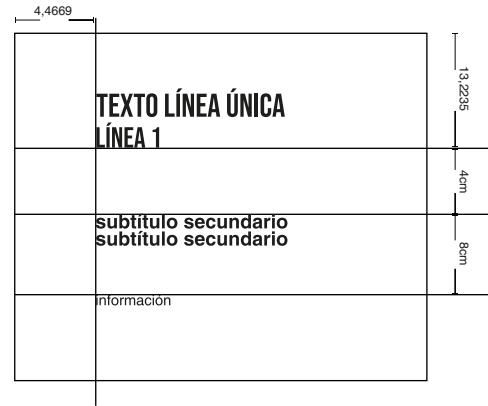 4,4669
TEXTO LÍNEA ÚNICA
LÍNEA 1
13,2235
4cm
subtítulo secundario
subtítulo secundario
8cm
información